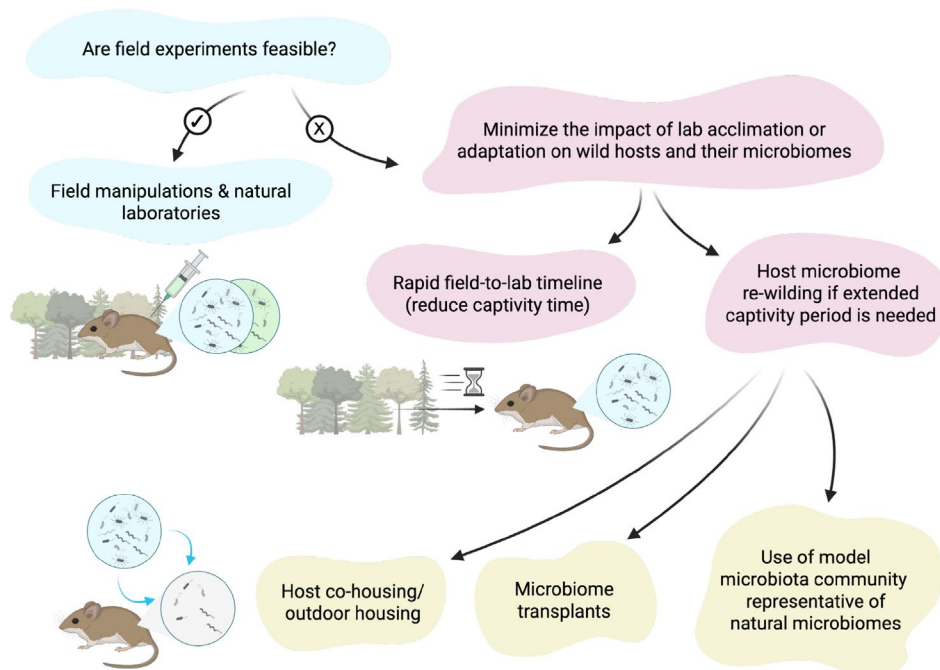 Are field experiments feasible?
✓
X
Minimize the impact of lab acclimation or
adaptation on wild hosts and their microbiomes
Field manipulations & natural
laboratories
Rapid field-to-lab timeline
(reduce captivity time)
Host microbiome
re-wilding if extended
captivity period is needed
Host co-housing/
outdoor housing
Microbiome
transplants
Use of model
microbiota community
representative of
natural microbiomes